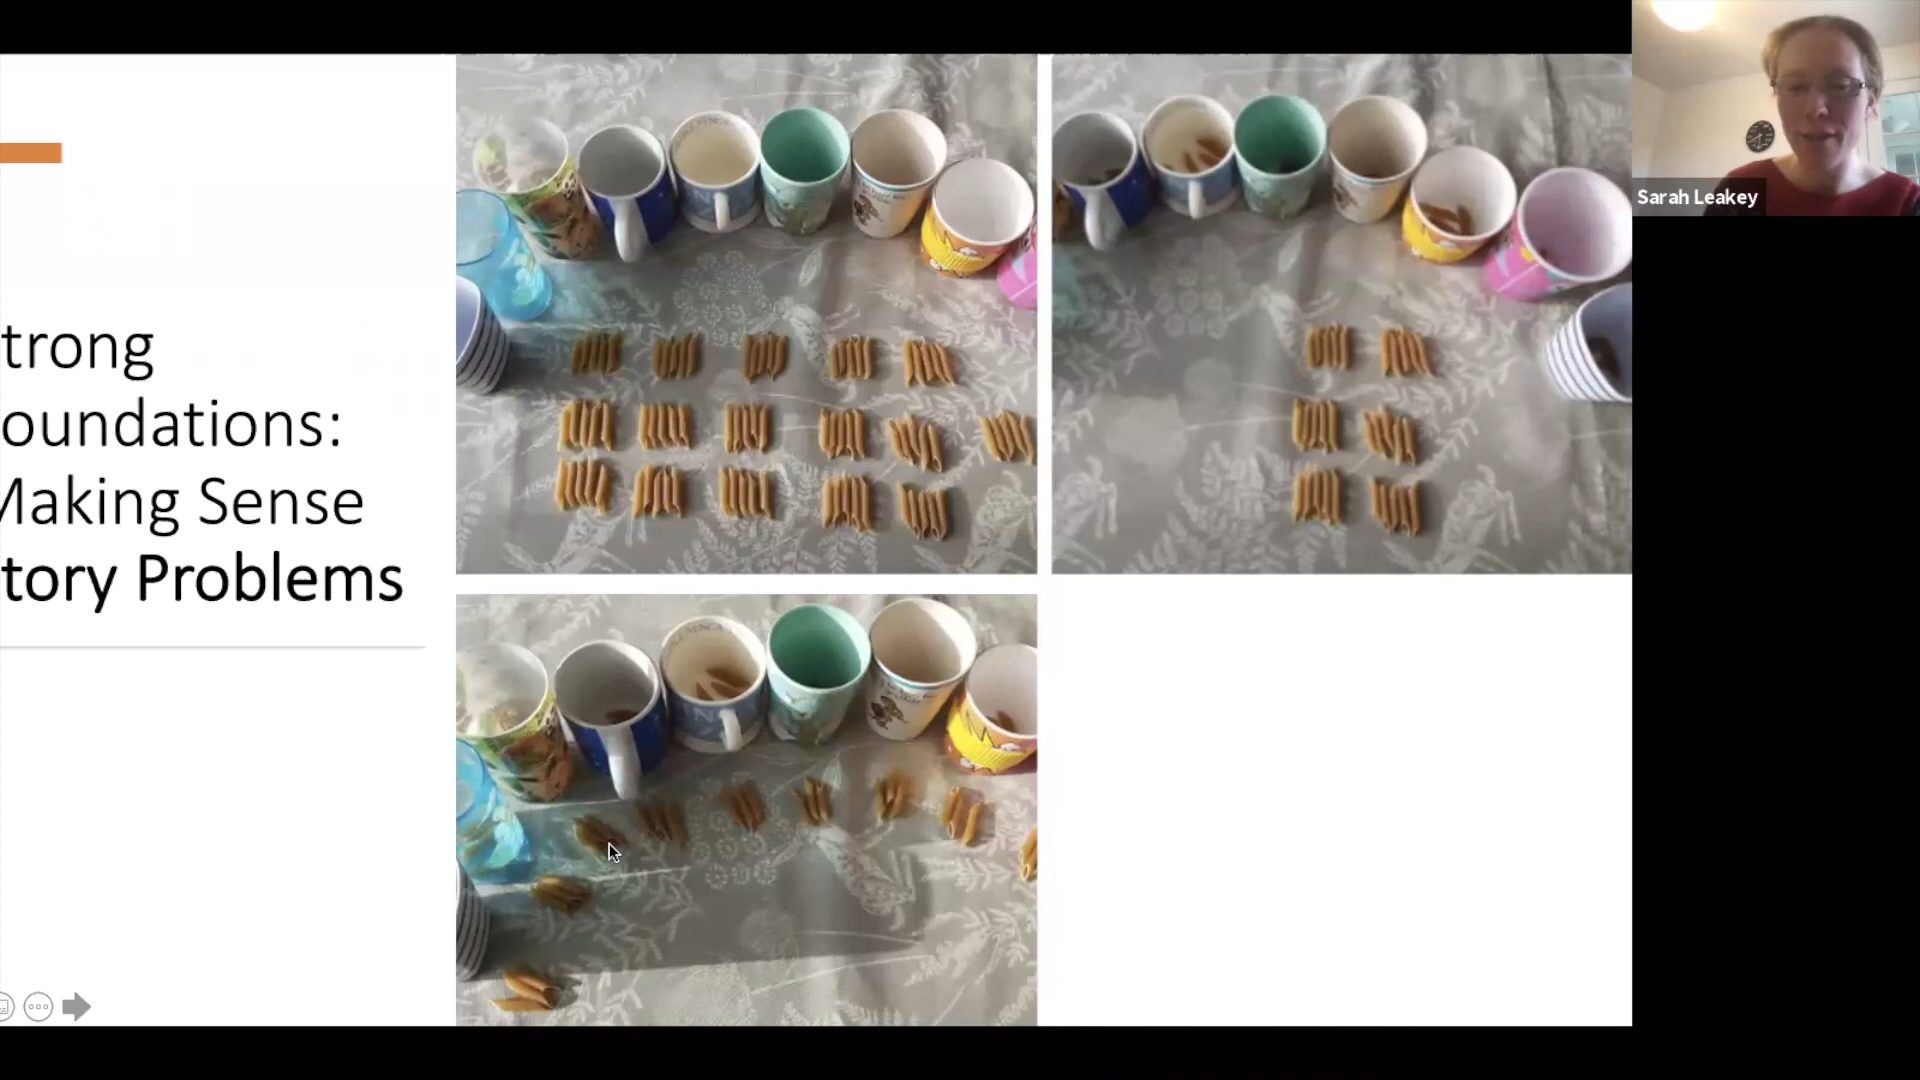 trong
oundations:
Making Sense
tory Problems
Sarah Leakey